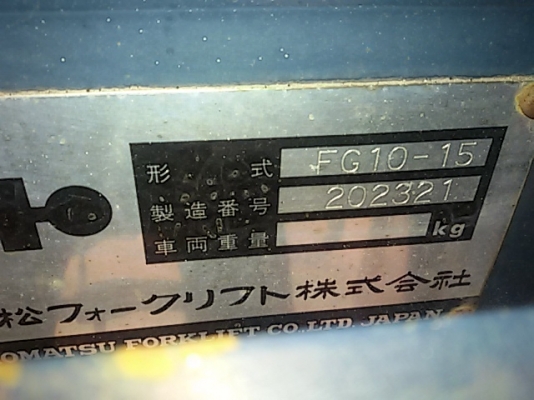 形式 FG10-15
製造番号 202321
車両重量 kg
松フォークリフト株式会社
OMATSU FORKLIFT CO., LTD. JAPAN